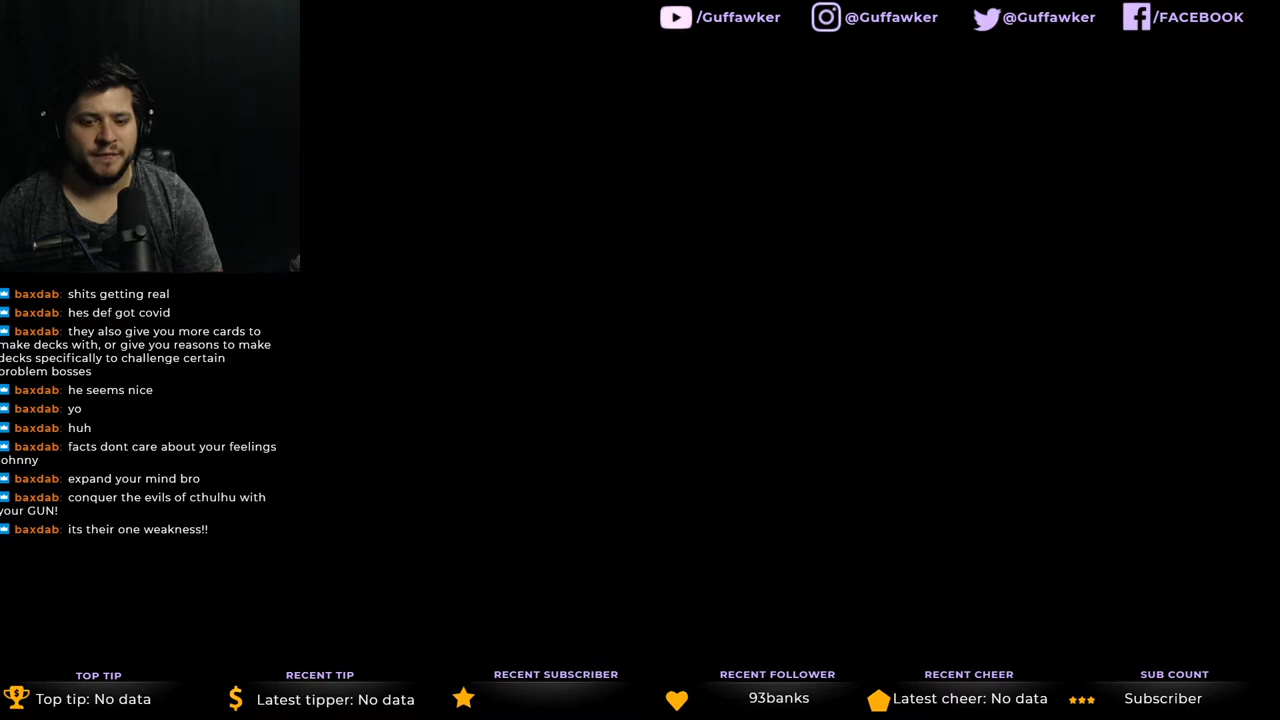 /Guffawker @Guffawker @Guffawker /FACEBOOK
baxdab: shits getting real
baxdab: hes def got covid
baxdab: they also give you more cards to
make decks with, or give you reasons to make
decks specifically to challenge certain
problem bosses
baxdab: he seems nice
baxdab: yo
baxdab: huh
baxdab: facts dont care about your feelings
ohnny
baxdab: expand your mind bro
baxdab: conquer the evils of cthulhu with
your GUN!
baxdab: its their one weakness!!
TOP TIP RECENT TIP RECENT SUBSCRIBER RECENT FOLLOWER RECENT CHEER SUB COUNT
Top tip: No data Latest tipper: No data 93banks Latest cheer: No data Subscriber